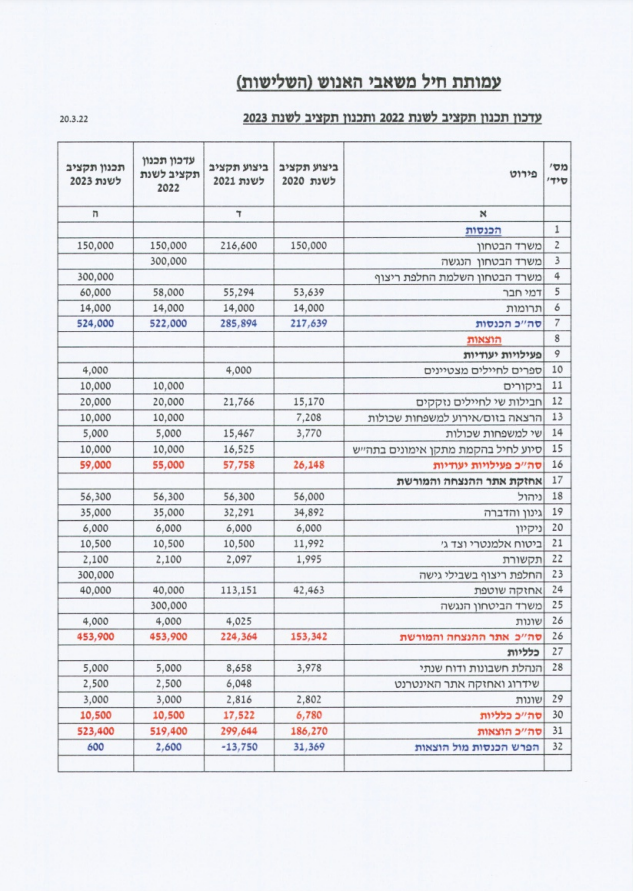 עמותת חיל משאבי האנוש (השלישות)
עדכון תכנון תקציב לשנת 2022 ותכנון תקציב לשנת 2023
20.3.22
מס' סיד' פירוט ביצוע תקציב לשנת 2020 ביצוע תקציב לשנת 2021 עדכון תכנון תקציב לשנת 2022 תכנון תקציב לשנת 2023
א ד ה
1 הכנסות
2 משרד הבטחון 150,000 216,600 150,000 150,000
3 משרד הבטחון הנגשה 300,000
4 משרד הבטחון השלמת החלפת ריצוף 300,000
5 דמי חבר 53,639 55,294 58,000 60,000
6 תרומות 14,000 14,000 14,000 14,000
7 סה"כ הכנסות 217,639 285,894 522,000 524,000
8 הוצאות
9 פעילויות יעודיות
10 ספרים לחיילים מצטיינים 4,000 4,000
11 ביקורים 10,000 10,000
12 חבילות שי לחיילים נזקקים 15,170 21,766 20,000 20,000
13 הרצאה בזום/אירוע למשפחות שכולות 7,208 10,000 10,000
14 שי למשפחות שכולות 3,770 15,467 5,000 5,000
15 סיוע לחיל בהקמת מתקן אימונים בתה"ש 16,525 10,000 10,000
16 סה"כ פעילויות יעודיות 26,148 57,758 55,000 59,000
17 אחזקת אתר ההנצחה והמורשת
18 ניהול 56,000 56,300 56,300 56,300
19 גינון והדברה 34,892 32,291 35,000 35,000
20 ניקיון 6,000 6,000 6,000 6,000
21 ביטוח אלמנטרי וצד ג' 11,992 10,500 10,500 10,500
22 תקשורת 1,995 2,097 2,100 2,100
23 החלפת ריצוף בשבילי גישה 300,000
24 אחזקה שוטפת 42,463 113,151 40,000 40,000
25 משרד הביטחון הנגשה 300,000
26 שונות 4,025 4,000 4,000
26 סה"כ אתר ההנצחה והמורשת 153,342 224,364 453,900 453,900
27 כלליות
28 הנהלת חשבונות ודוח שנתי 3,978 8,658 5,000 5,000
שידרוג ואחזקה אתר האינטרנט 6,048 2,500 2,500
29 שונות 2,802 2,816 3,000 3,000
30 סה"כ כלליות 6,780 17,522 10,500 10,500
31 סה"כ הוצאות 186,270 299,644 519,400 523,400
32 הפרש הכנסות מול הוצאות 31,369 -13,750 2,600 600